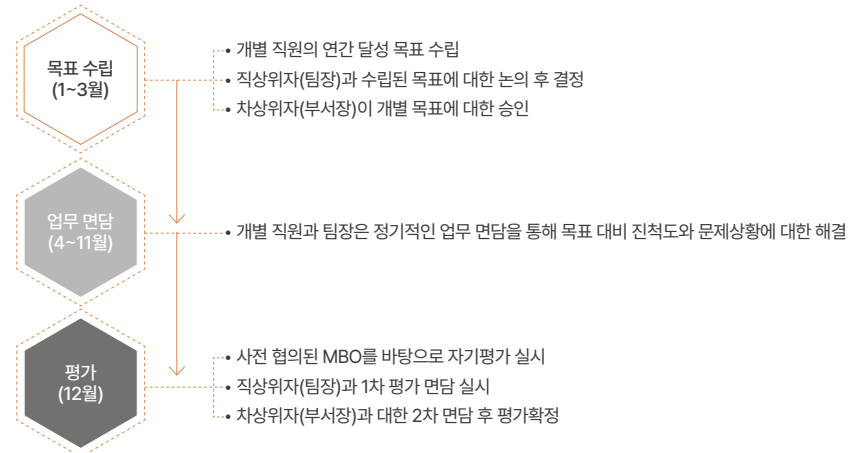 목표 수립
(1~3월)
• 개별 직원의 연간 달성 목표 수립
• 직상위자(팀장)과 수립된 목표에 대한 논의 후 결정
• 차상위자(부서장)이 개별 목표에 대한 승인
업무 면담
(4~11월)
• 개별 직원과 팀장은 정기적인 업무 면담을 통해 목표 대비 진척도와 문제상황에 대한 해결
평가
(12월)
• 사전 협의된 MBO를 바탕으로 자기평가 실시
• 직상위자(팀장)과 1차 평가 면담 실시
• 차상위자(부서장)과 대한 2차 면담 후 평가확정